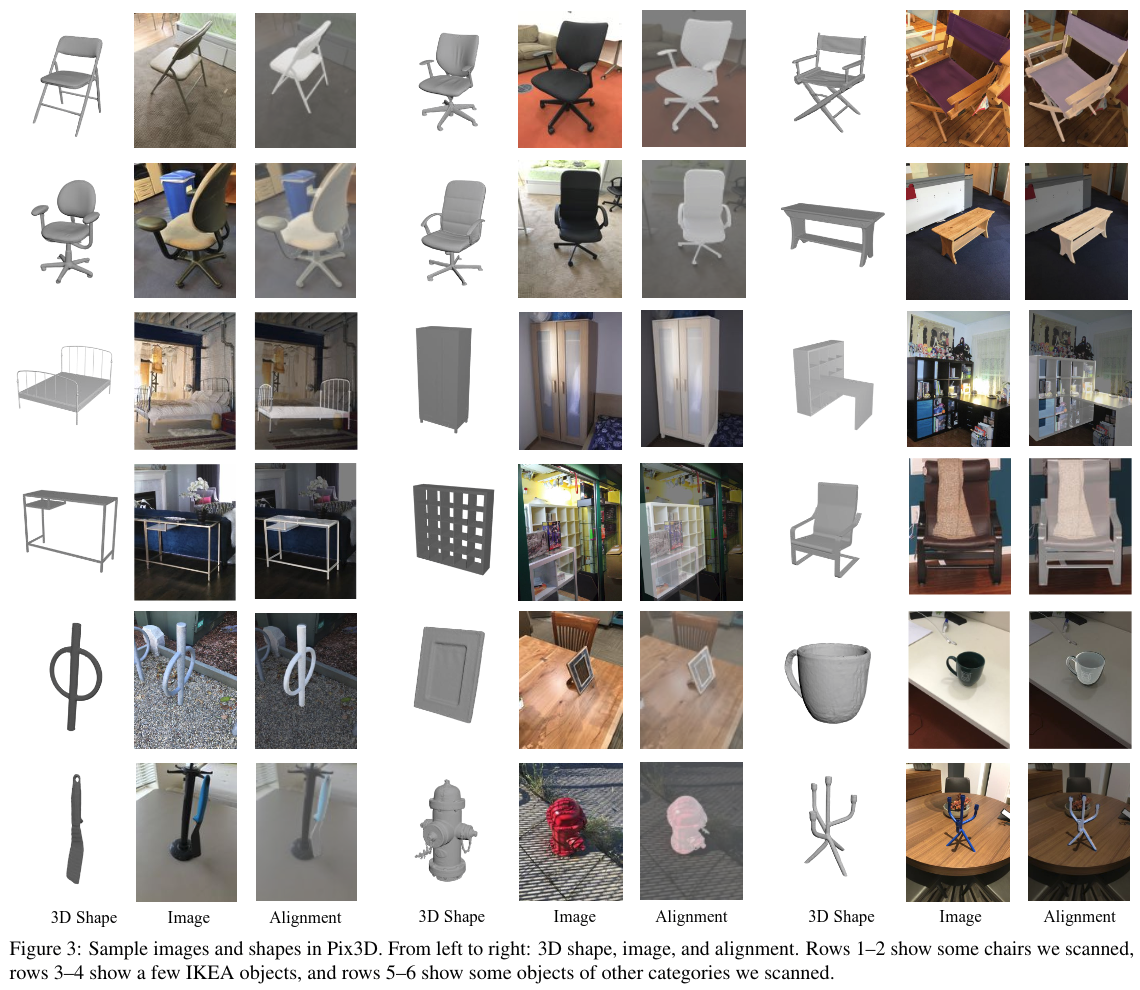 3D Shape Image Alignment 3D Shape Image Alignment 3D Shape Image Alignment
Figure 3: Sample images and shapes in Pix3D. From left to right: 3D shape, image, and alignment. Rows 1–2 show some chairs we scanned,
rows 3–4 show a few IKEA objects, and rows 5–6 show some objects of other categories we scanned.